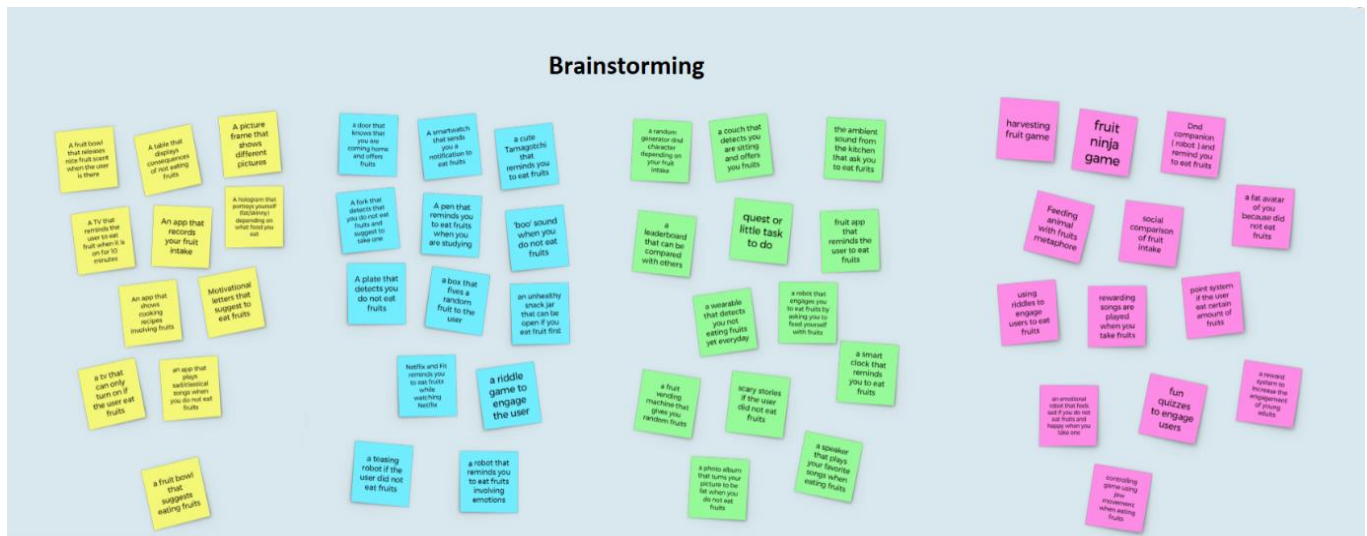 Brainstorming
A fruit bowl
that releases
nice fruit scent
when the user
is there
A table that
displays
consequences
of not eating
fruits
A picture
frame that
shows
different
pictures
A TV that
reminds the
user to eat
fruit when it is
on for 10
minutes
An app that
records
your fruit
intake
A hologram that
portrays yourself
(fat/skinny)
depending on
what food you
eat
An app that
shows
cooking
recipes
involving fruits
Motivational
letters that
suggest to
eat fruits
a tv that
can only
turn on if
the user eat
fruits
an app that
plays
sad/classical
songs when
you do not eat
fruits
a fruit bowl
that
suggests
eating fruits
a door that
knows that
you are
coming home
and offers
fruits
A smartwatch
that sends
you a
notification to
eat fruits
a cute
Tamagotchi
that
reminds you
to eat fruits
A fork that
detects that
you do not eat
fruits and
suggest to
take one
A pen that
reminds you
to eat fruits
when you
are studying
'boo' sound
when you
do not eat
fruits
A plate that
detects you
do not eat
fruits
a box that
fives a
random
fruit to the
user
an unhealthy
snack jar
that can be
open if you
eat fruit first
Netflix and Fit
reminds you
to eat fruits
while
watching
Netflix
a riddle
game to
engage
the user
a teasing
robot if the
user did not
eat fruits
a robot that
reminds you
to eat fruits
involving
emotions
a random
generator dnd
character
depending on
your fruit
intake
a couch that
detects you
are sitting
and offers
you fruits
the ambient
sound from
the kitchen
that ask you
to eat furits
a
leaderboard
that can be
compared
with others
quest or
little task
to do
fruit app
that
reminds the
user to eat
fruits
a wearable
that detects
you not
eating fruits
yet everyday
a robot that
engages you
to eat fruits by
asking you to
feed yourself
with fruits
a smart
clock that
reminds
you to eat
fruits
a fruit
vending
machine that
gives you
random fruits
scary stories
if the user
did not eat
fruits
a photo album
that turns your
picture to be
fat when you
do not eat
fruits
a speaker
that plays
your favorite
songs when
eating fruits
harvesting
fruit game
fruit
ninja
game
Dnd
companion
( robot ) and
remind you
to eat fruits
Feeding
animal
with fruits
metaphore
social
comparison
of fruit
intake
a fat avatar
of you
because did
not eat
fruits
using
riddles to
engage
users to eat
fruits
rewarding
songs are
played
when you
take fruits
point system
if the user
eat certain
amount of
fruits
an emotional
robot that feels
sad if you do not
eat fruits and
happy when you
take one
fun
quizzes
to engage
users
a reward
system to
increase the
engagement
of young
adults
controlling
game using
jaw
movement
when eating
fruits